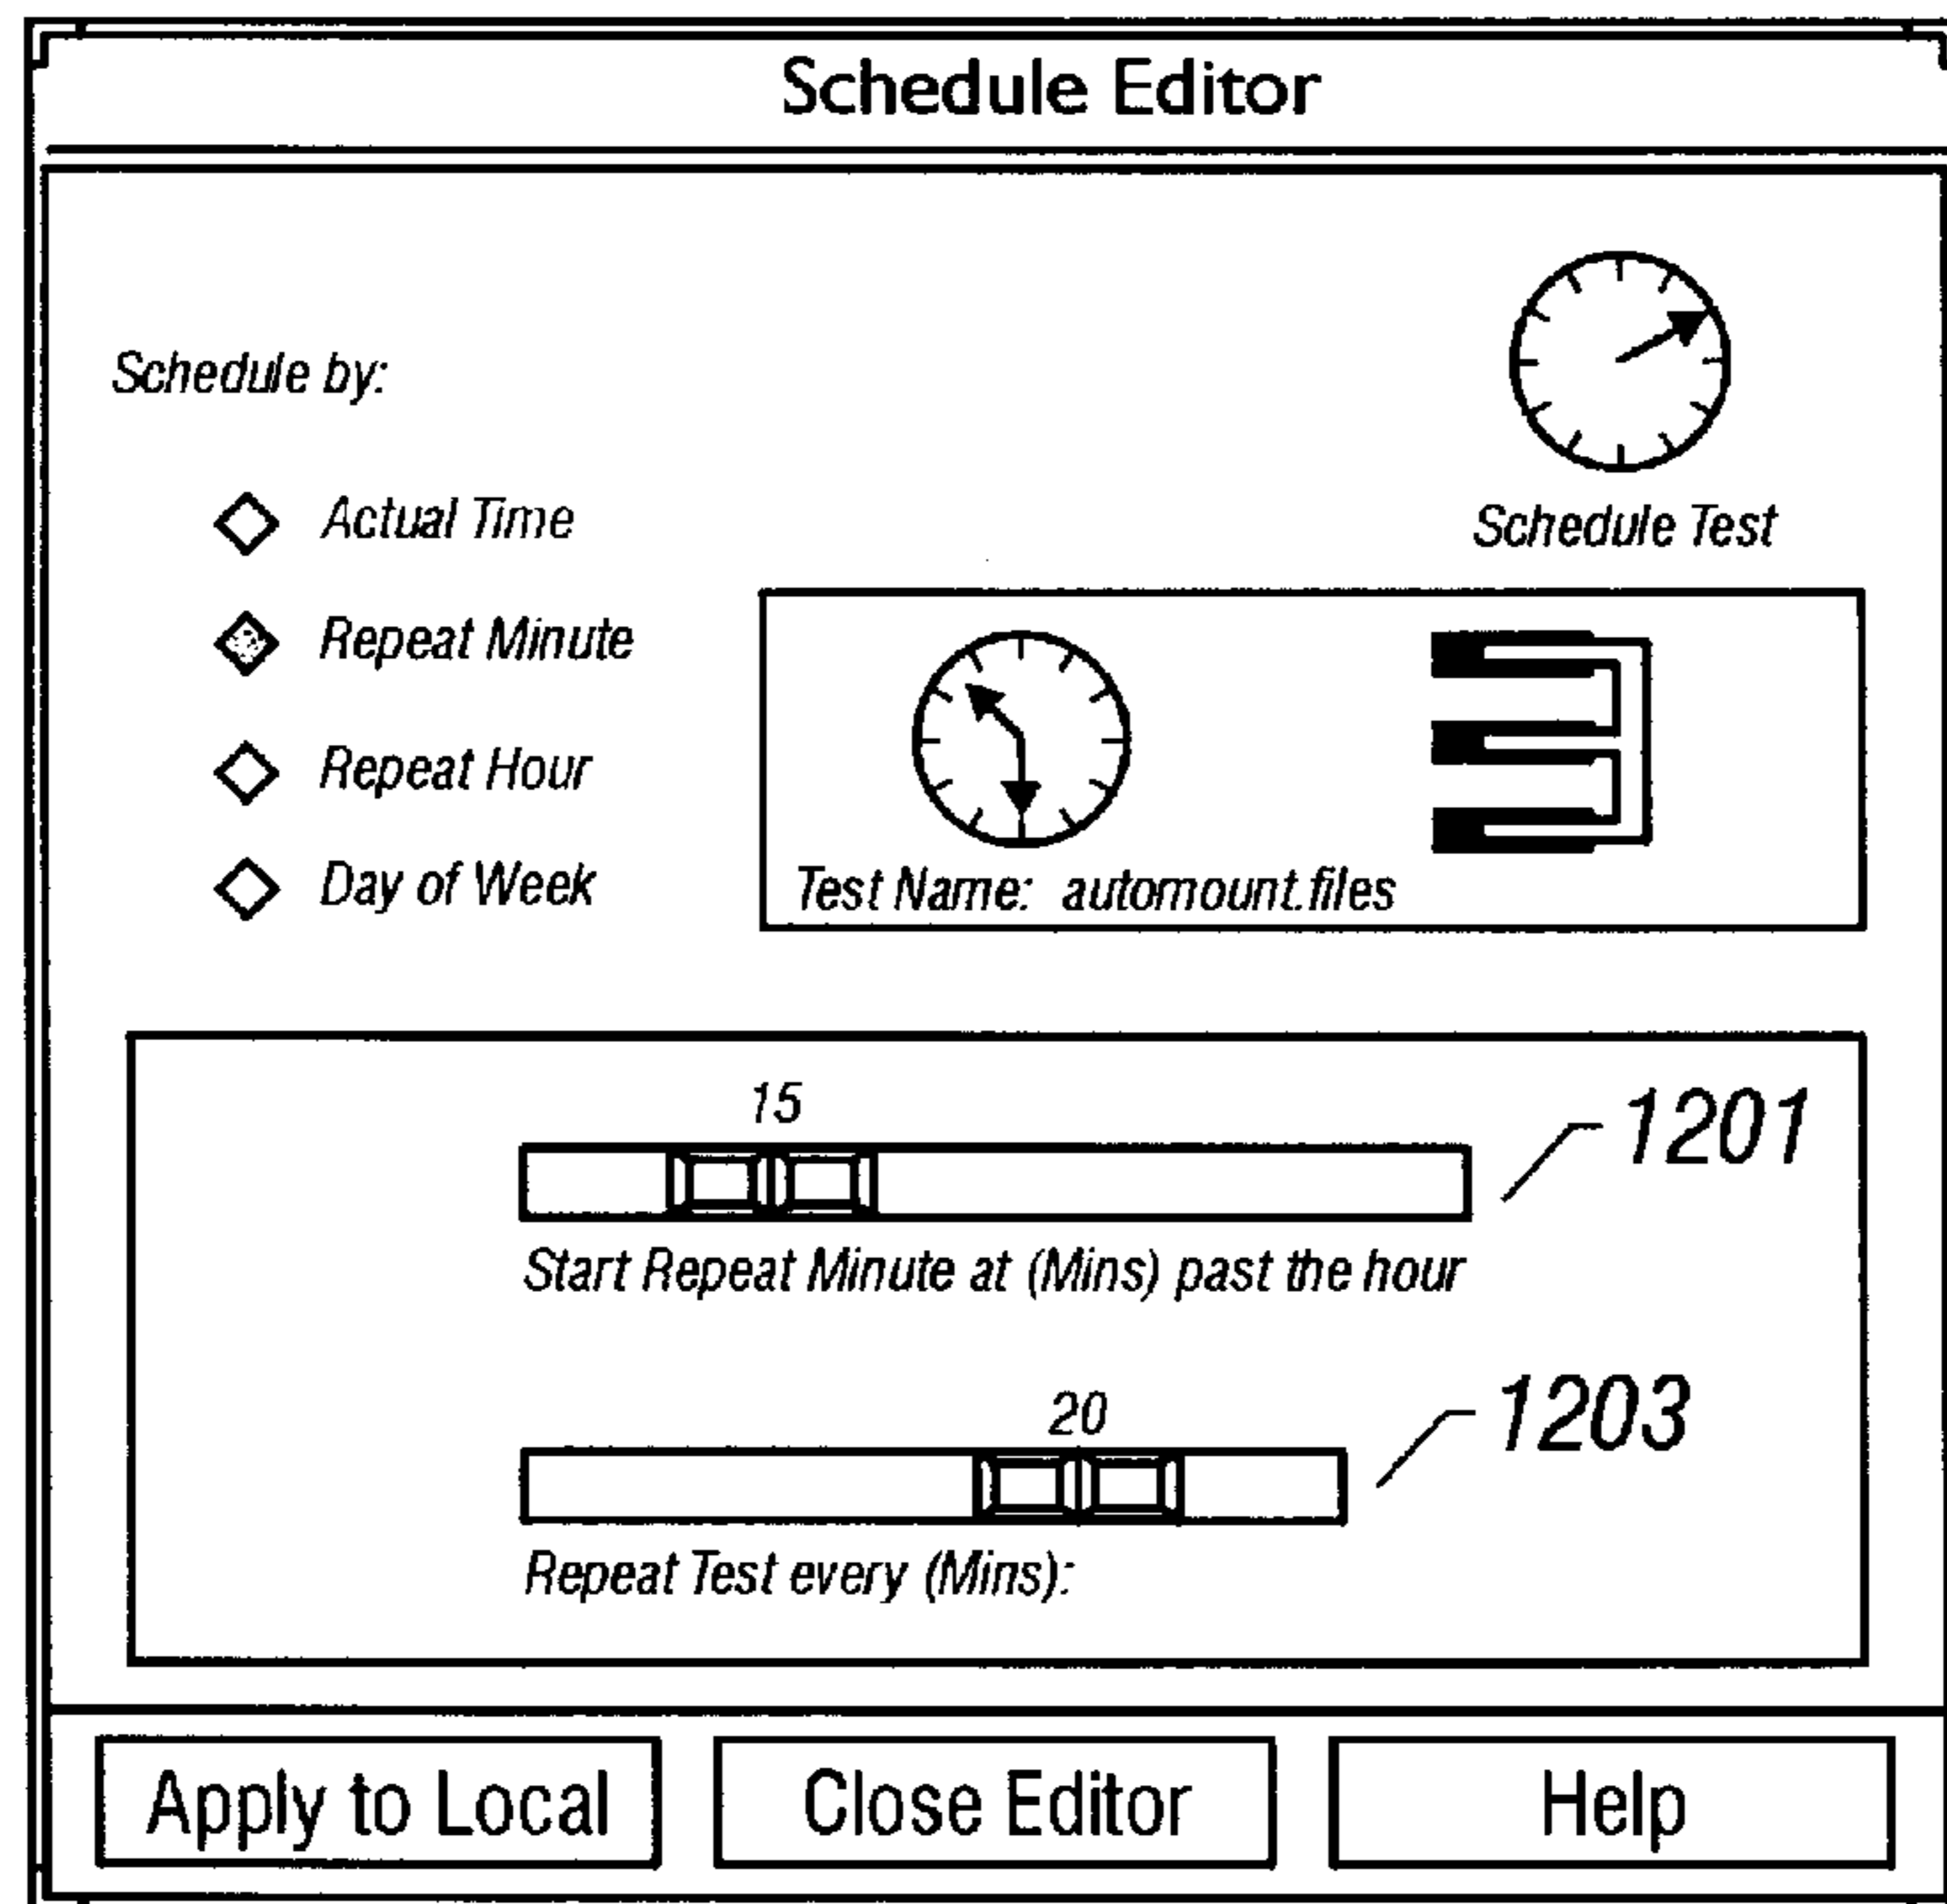 Schedule Editor
Schedule by:
Actual Time
Schedule Test
Repeat Minute
Repeat Hour
Day of Week
Test Name: automount.files
15
1201
Start Repeat Minute at (Mins) past the hour
20
1203
Repeat Test every (Mins):
Apply to Local
Close Editor
Help